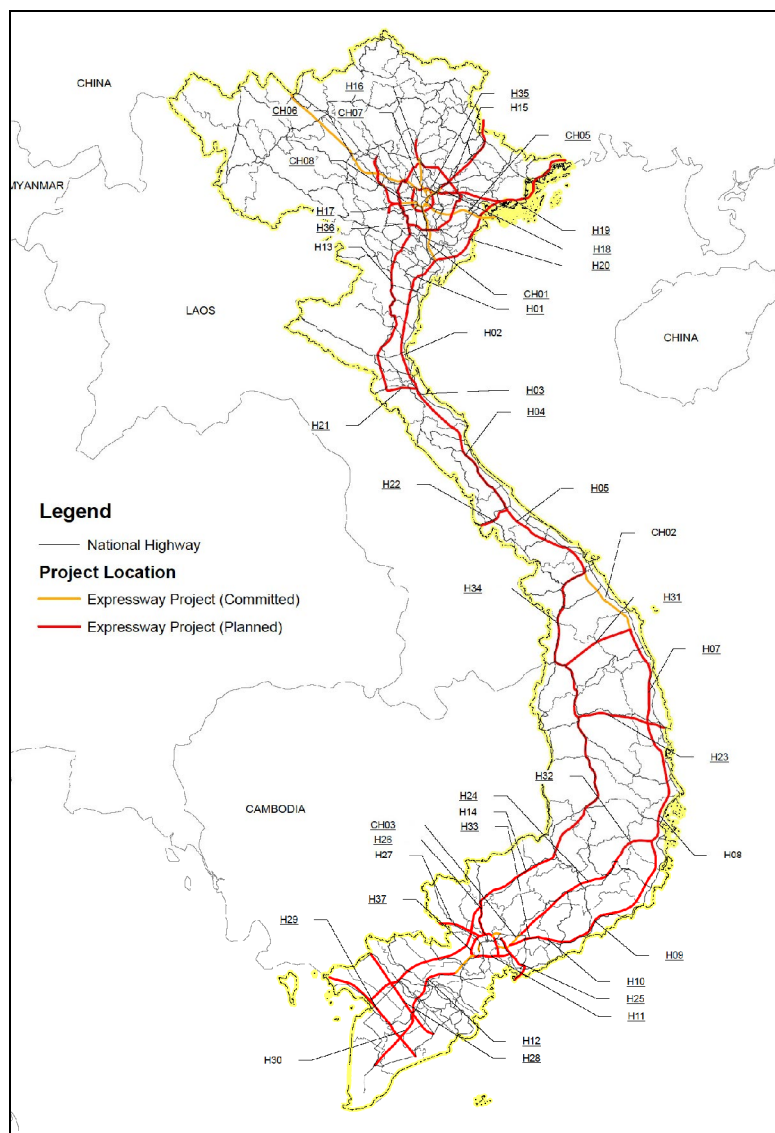 CHINA
H16
H35
CH06
CH07
H15
CH05
CH08
MYANMAR
H17
H19
H36
H18
H13
H20
CH01
LAOS
H01
CHINA
H02
H03
H21
H04
H22
H05
Legend
CH02
National Highway
Project Location
H34
H31
Expressway Project (Committed)
Expressway Project (Planned)
H07
H23
H32
H24
CAMBODIA
H14
CH03
H33
H26
H08
H27
H37
H29
H09
H10
H25
H11
H12
H30
H28